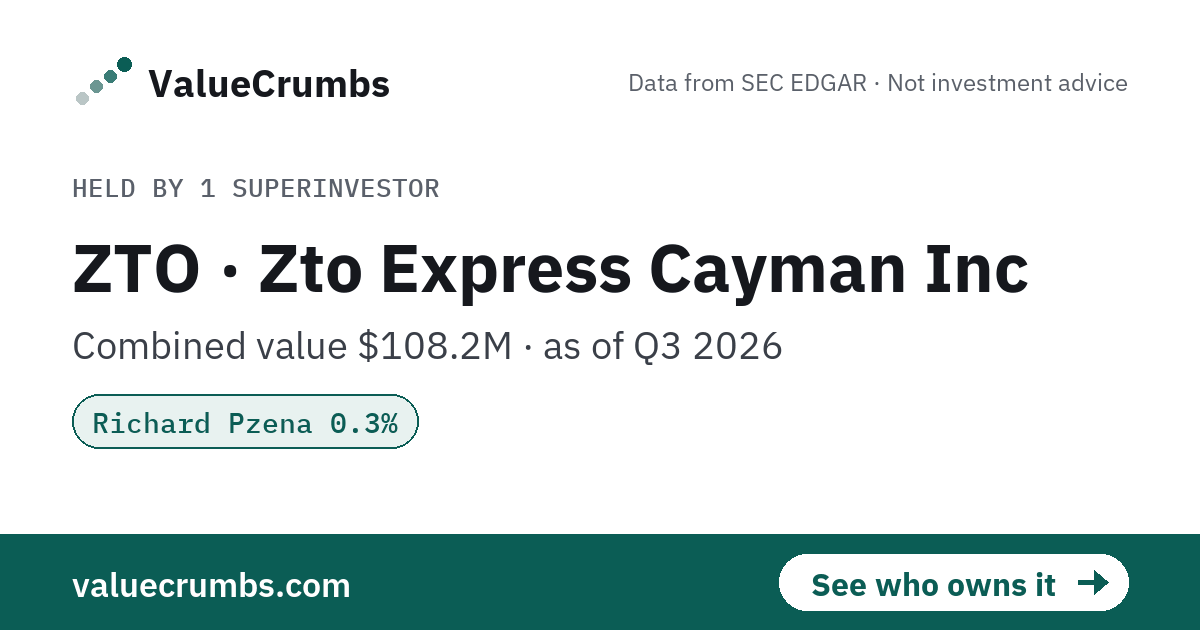 ValueCrumbs
Data from SEC EDGAR · Not investment advice
HELD BY 1 SUPERINVESTOR
ZTO · Zto Express Cayman Inc
Combined value $108.2M · as of Q3 2026
Richard Pzena 0.3%
valuecrumbs.com
See who owns it →